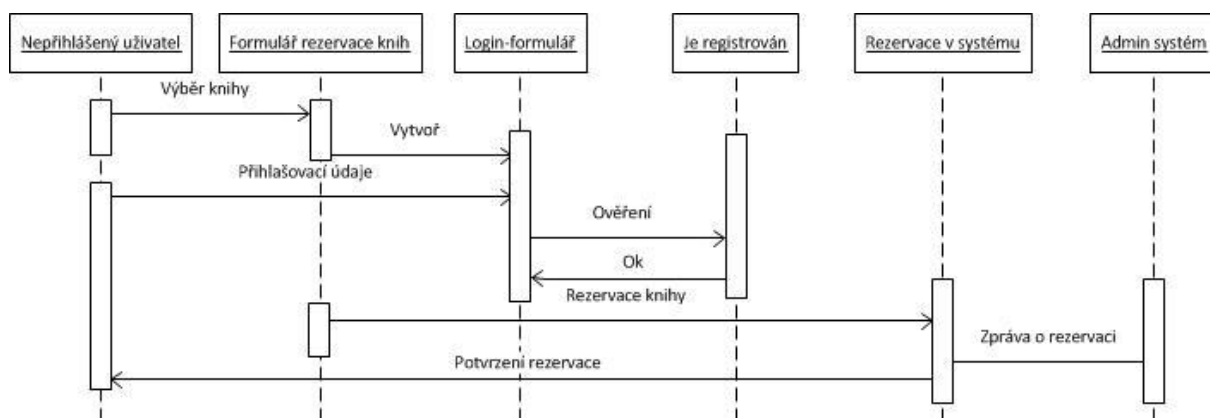 Nepřihlášený uživatel
Formulář rezervace knih
Login-formulář
Je registrován
Rezervace v systému
Admin systém
Výběr knihy
Vytvoř
Přihlašovací údaje
Ověření
Ok
Rezervace knihy
Zpráva o rezervaci
Potvrzení rezervace